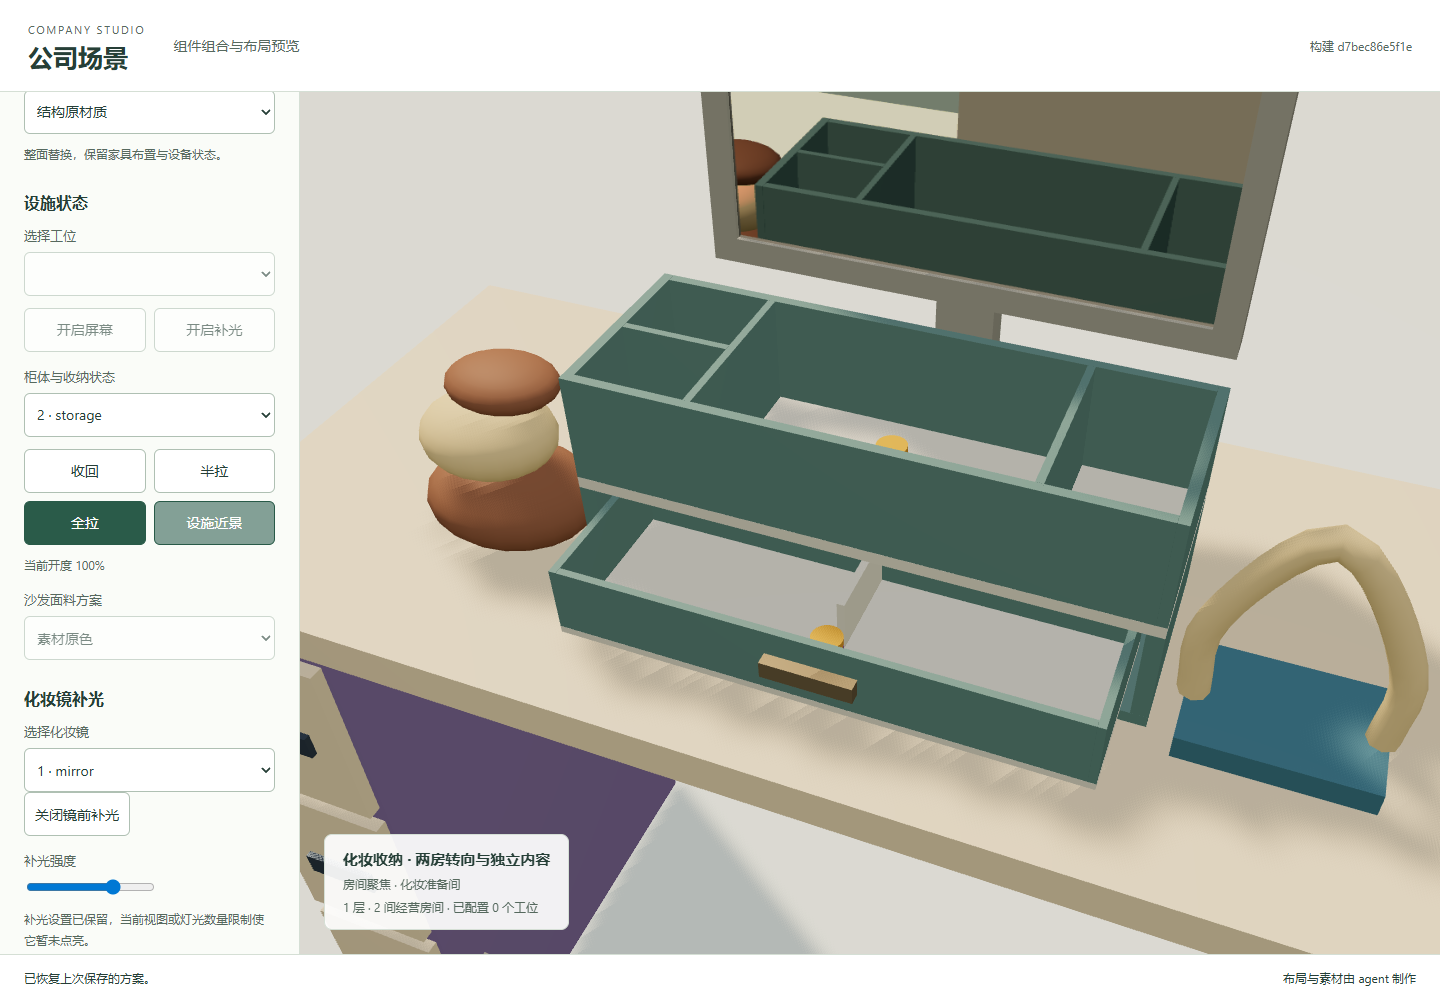 COMPANY STUDIO
公司场景
组件组合与布局预览
构建 d7bec86e5f1e
结构原材质
整面替换，保留家具布置与设备状态。
设施状态
选择工位
开启屏幕
开启补光
柜体与收纳状态
2 · storage
收回
半拉
全拉
设施近景
当前开度 100%
沙发面料方案
素材原色
化妆镜补光
选择化妆镜
1 · mirror
关闭镜前补光
补光强度
补光设置已保留，当前视图或灯光数量限制使
它暂未点亮。
化妆收纳 · 两房转向与独立内容
房间聚焦 · 化妆准备间
1 层 · 2 间经营房间 · 已配置 0 个工位
已恢复上次保存的方案。
布局与素材由 agent 制作